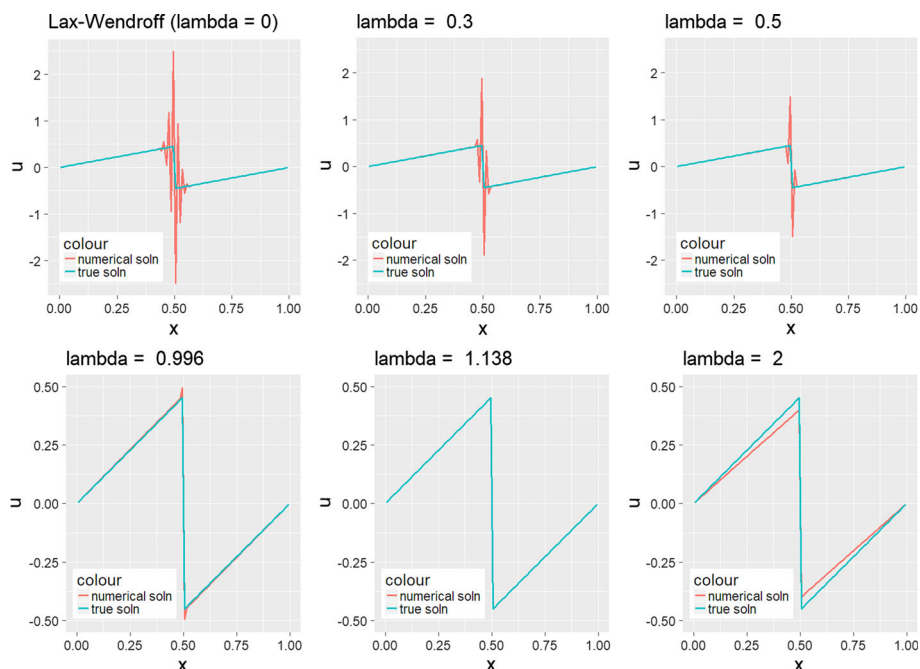 Lax-Wendroff (lambda = 0)
lambda = 0.3
lambda = 0.5
2
1
0
-1
-2
u
colour
numerical soln
true soln
0.00 0.25 0.50 0.75 1.00
x
2
1
0
-1
-2
u
colour
numerical soln
true soln
0.00 0.25 0.50 0.75 1.00
x
2
1
0
-1
-2
u
colour
numerical soln
true soln
0.00 0.25 0.50 0.75 1.00
x
lambda = 0.996
lambda = 1.138
lambda = 2
0.50
0.25
0.00
-0.25
-0.50
u
colour
numerical soln
true soln
0.00 0.25 0.50 0.75 1.00
x
0.50
0.25
0.00
-0.25
-0.50
u
colour
numerical soln
true soln
0.00 0.25 0.50 0.75 1.00
x
0.50
0.25
0.00
-0.25
-0.50
u
colour
numerical soln
true soln
0.00 0.25 0.50 0.75 1.00
x